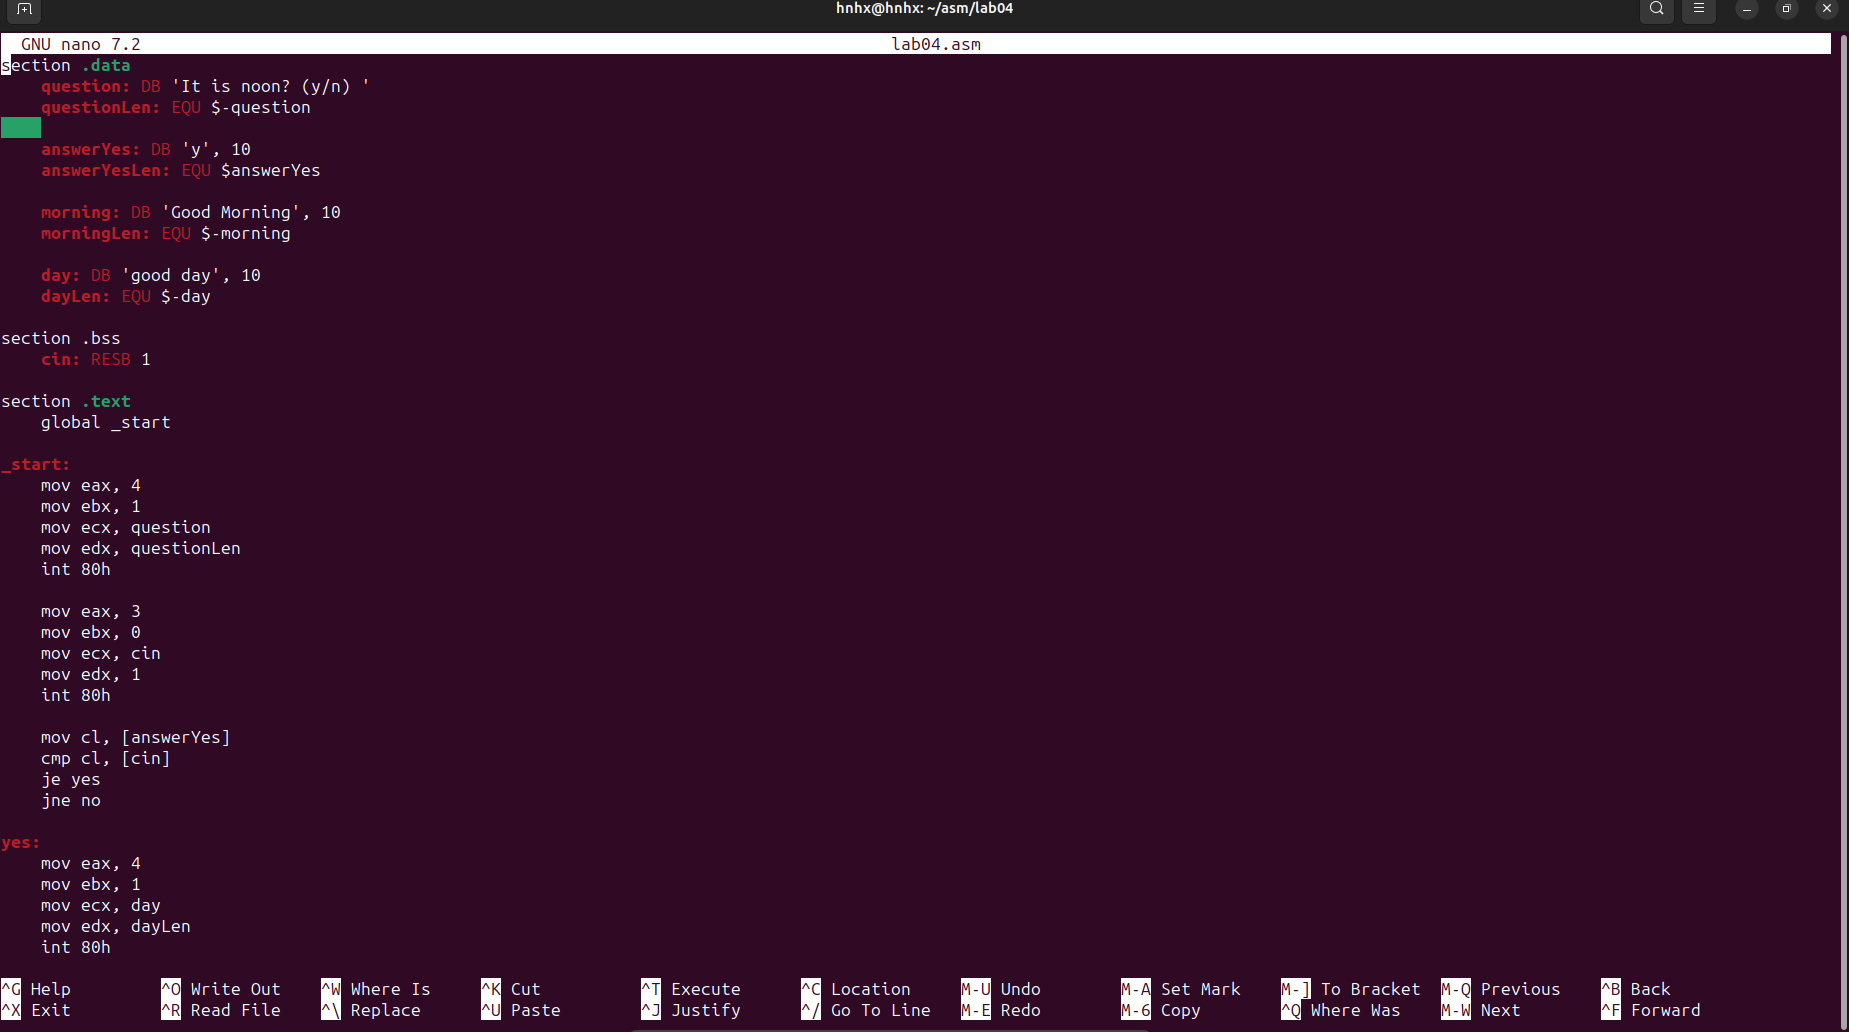 hnhx@hnhx: ~/asm/lab04
GNU nano 7.2 lab04.asm
section .data
    question: DB 'It is noon? (y/n) '
    questionLen: EQU $-question

    answerYes: DB 'y', 10
    answerYesLen: EQU $answerYes

    morning: DB 'Good Morning', 10
    morningLen: EQU $-morning

    day: DB 'good day', 10
    dayLen: EQU $-day

section .bss
    cin: RESB 1

section .text
    global _start

_start:
    mov eax, 4
    mov ebx, 1
    mov ecx, question
    mov edx, questionLen
    int 80h

    mov eax, 3
    mov ebx, 0
    mov ecx, cin
    mov edx, 1
    int 80h

    mov cl, [answerYes]
    cmp cl, [cin]
    je yes
    jne no

yes:
    mov eax, 4
    mov ebx, 1
    mov ecx, day
    mov edx, dayLen
    int 80h

^G Help ^O Write Out ^W Where Is ^K Cut ^T Execute ^C Location M-U Undo M-A Set Mark M-] To Bracket M-Q Previous ^B Back
^X Exit ^R Read File ^\ Replace ^U Paste ^J Justify ^/ Go To Line M-E Redo M-6 Copy ^Q Where Was M-W Next ^F Forward